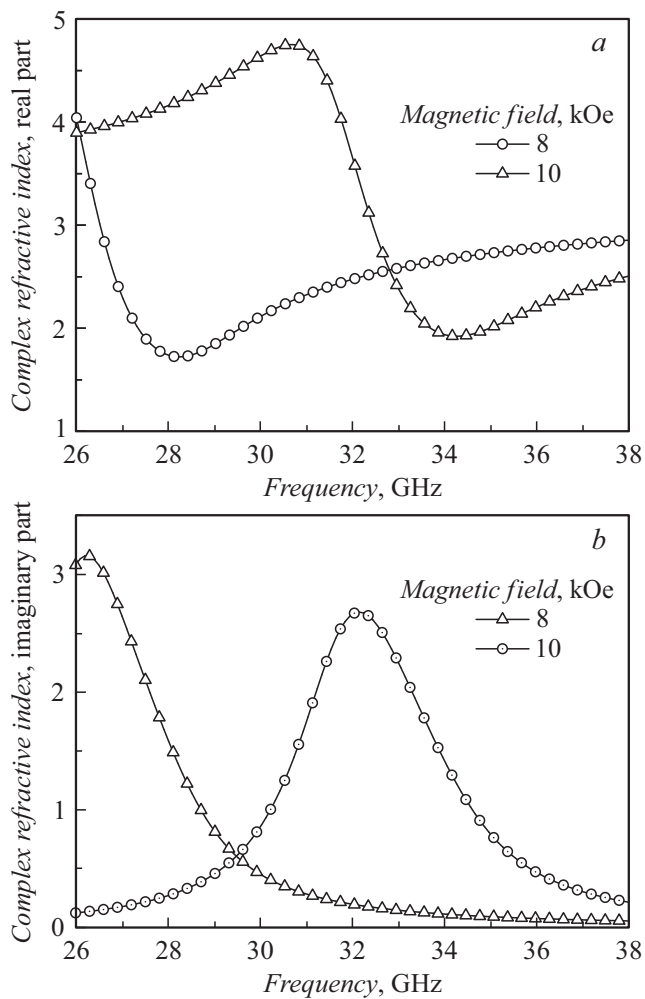 5
4
3
2
1
Complex refractive index, real part
a
Magnetic field, kOe
8
10
26 28 30 32 34 36 38
Frequency, GHz
3
2
1
0
Complex refractive index, imaginary part
b
Magnetic field, kOe
8
10
26 28 30 32 34 36 38
Frequency, GHz